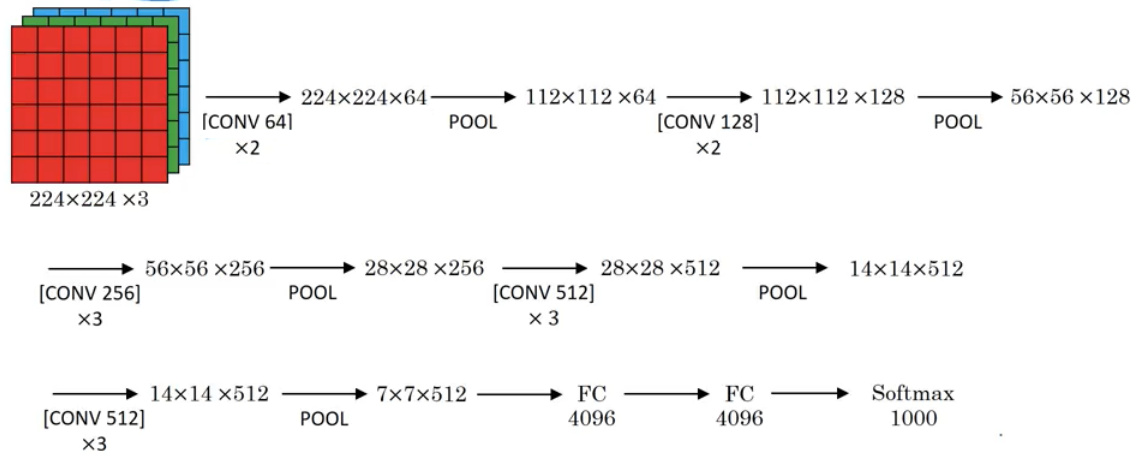 224×224×64 112×112 ×64 112×112 ×128 56×56 ×128
[CONV 64] POOL [CONV 128] POOL
×2 ×2
224×224 ×3
56×56 ×256 28×28 ×256 28×28 ×512 14×14×512
[CONV 256] POOL [CONV 512] POOL
×3 × 3
14×14 ×512 7×7×512 FC FC Softmax
[CONV 512] POOL 4096 4096 1000
×3